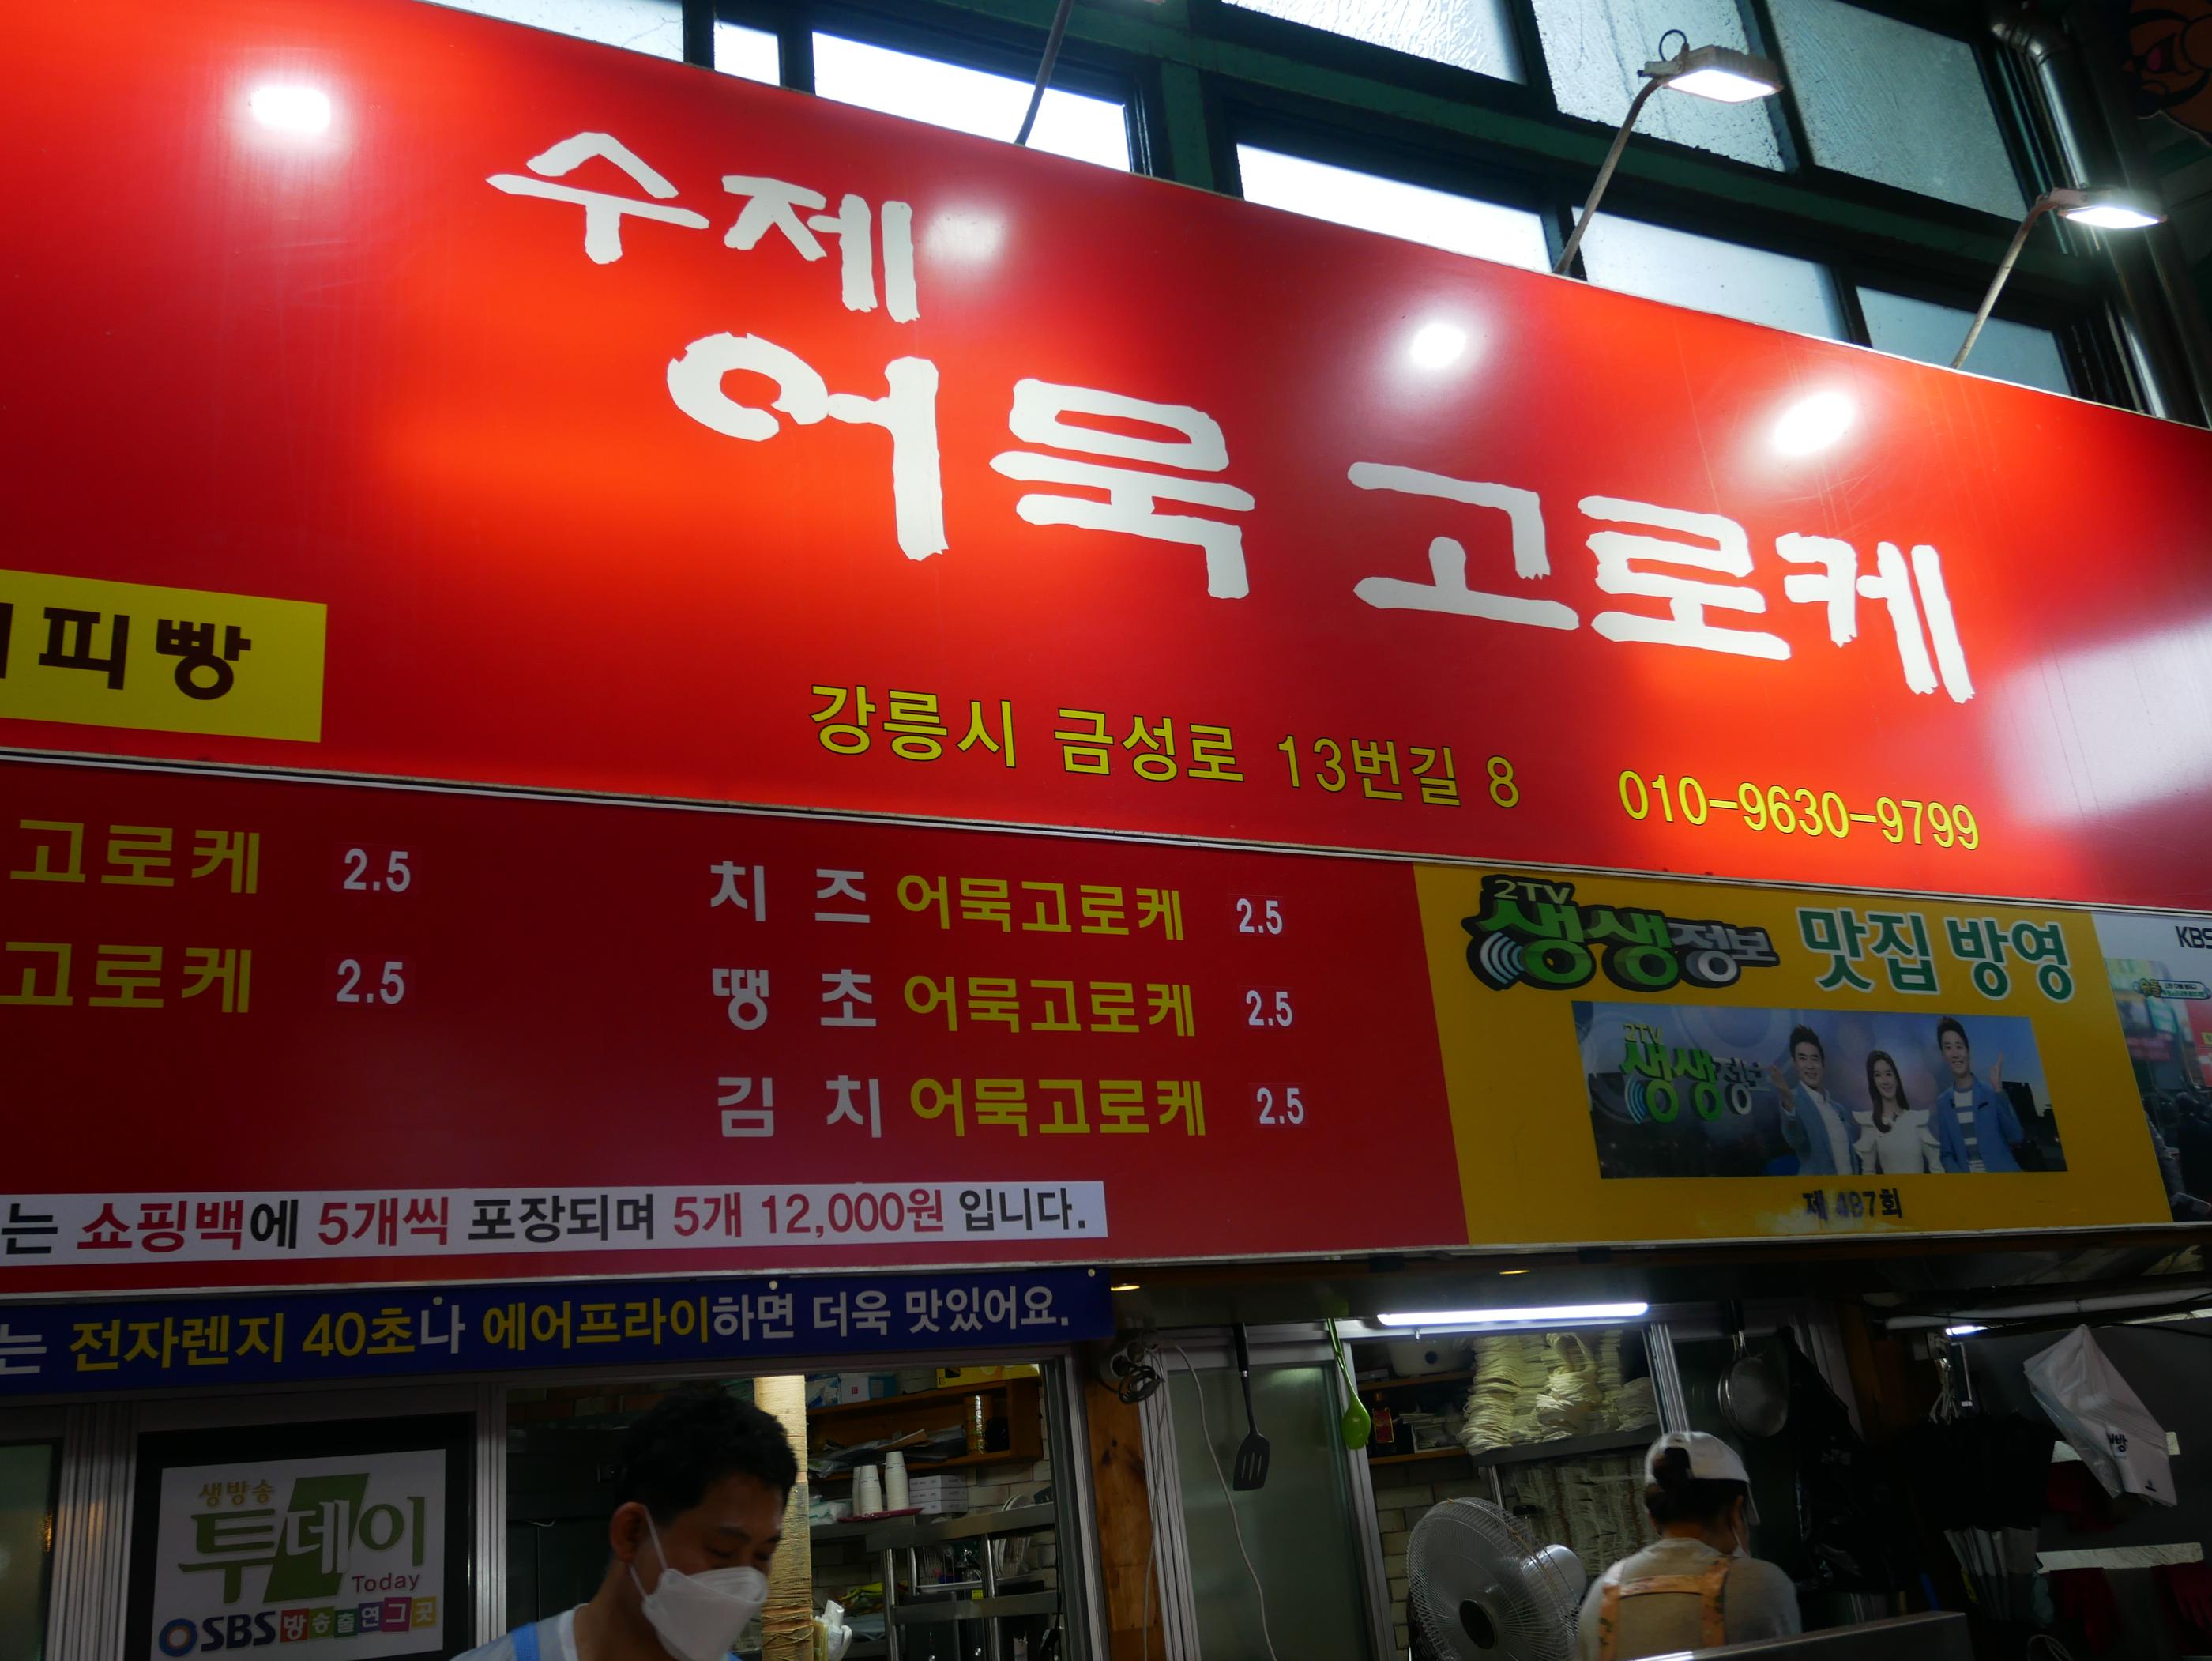 수제
어묵 고로케
피빵
강릉시 금성로 13번길 8 010-9630-9799
고로케 2.5
고로케 2.5
치즈 어묵고로케 2.5
땡초 어묵고로케 2.5
김치 어묵고로케 2.5
2TV 생생정보 맛집 방영
2TV 생생정보
제 487회
KBS
는 쇼핑백에 5개씩 포장되며 5개 12,000원 입니다.
는 전자렌지 40초나 에어프라이하면 더욱 맛있어요.
생방송
투데이
Today
SBS 방송출연그곳